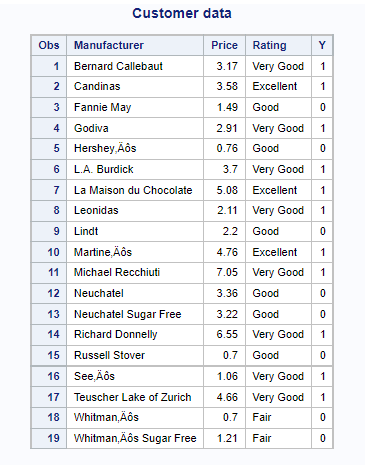 Customer data
Obs Manufacturer Price Rating Y
1 Bernard Callebaut 3.17 Very Good 1
2 Candinas 3.58 Excellent 1
3 Fannie May 1.49 Good 0
4 Godiva 2.91 Very Good 1
5 Hershey‚Äôs 0.76 Good 0
6 L.A. Burdick 3.7 Very Good 1
7 La Maison du Chocolate 5.08 Excellent 1
8 Leonidas 2.11 Very Good 1
9 Lindt 2.2 Good 0
10 Martine‚Äôs 4.76 Excellent 1
11 Michael Recchiuti 7.05 Very Good 1
12 Neuchatel 3.36 Good 0
13 Neuchatel Sugar Free 3.22 Good 0
14 Richard Donnelly 6.55 Very Good 1
15 Russell Stover 0.7 Good 0
16 See‚Äôs 1.06 Very Good 1
17 Teuscher Lake of Zurich 4.66 Very Good 1
18 Whitman‚Äôs 0.7 Fair 0
19 Whitman‚Äôs Sugar Free 1.21 Fair 0